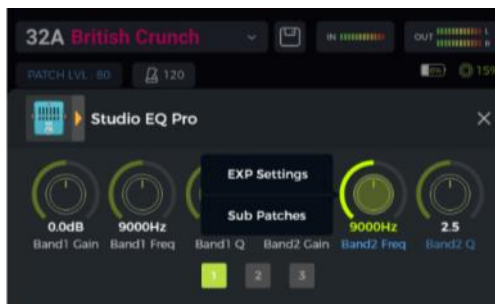 32A British Crunch
IN
OUT
L
R
PATCH LVL: 80
120
Studio EQ Pro
EXP Settings
Sub Patches
0.0dB
9000Hz
9000Hz
2.5
Band1 Gain
Band1 Freq
Band1 Q
Band2 Gain
Band2 Freq
Band2 Q
1
2
3